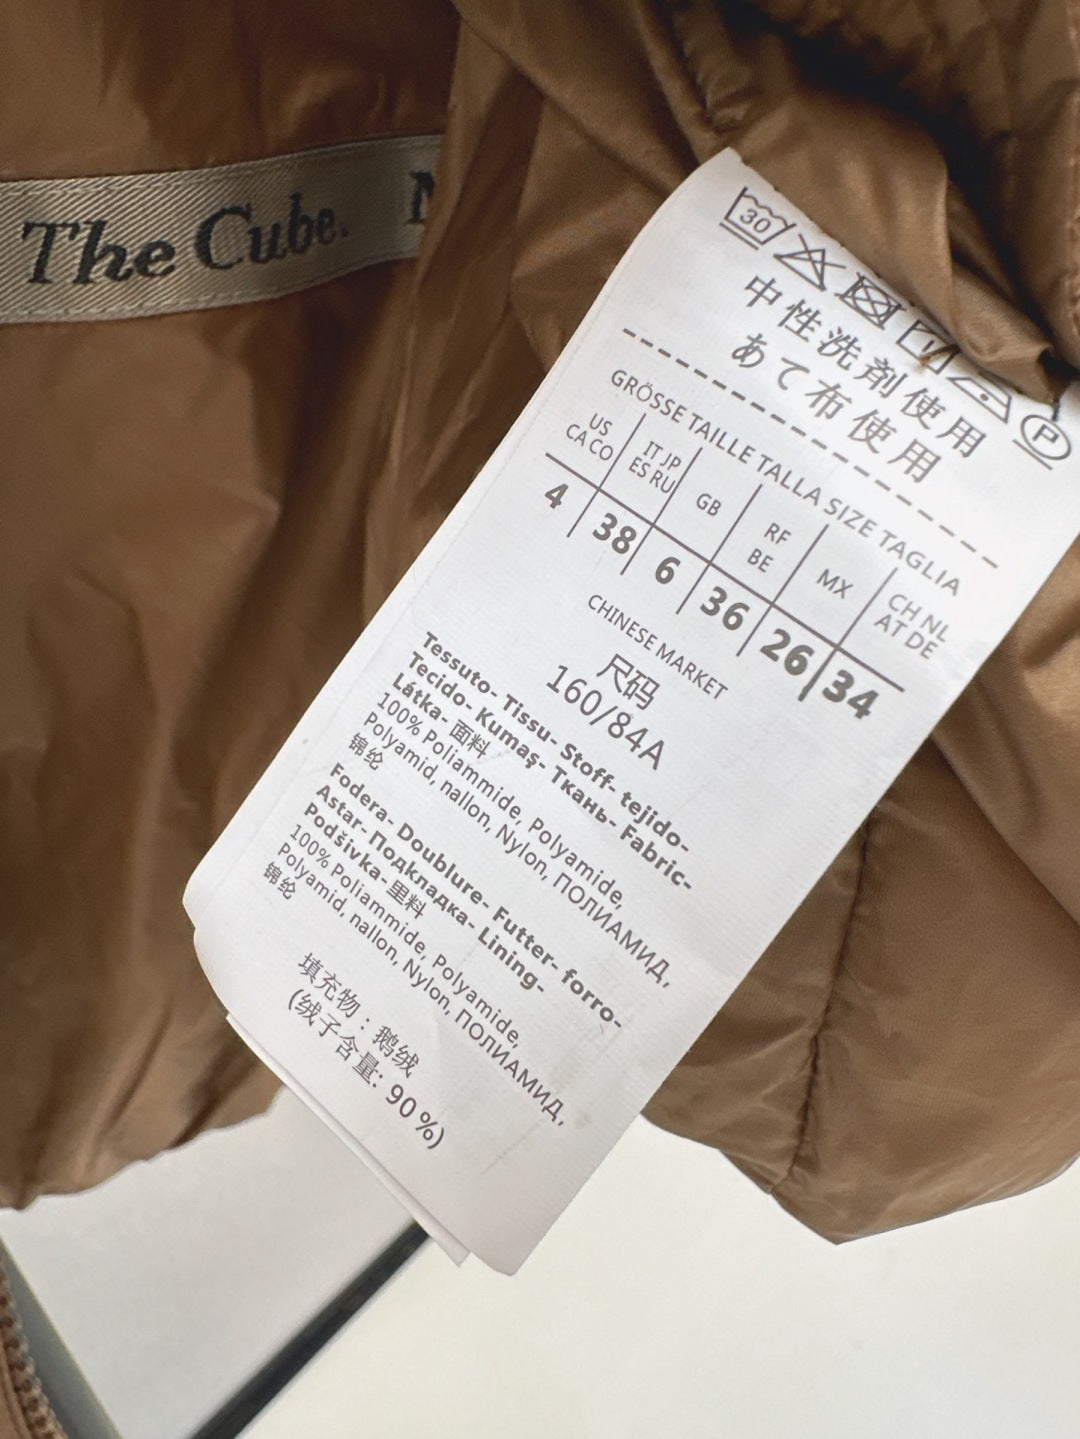 The Cube.
30
P
中性洗剤使用
あて布使用
GRÖSSE TAILLE TALLA SIZE TAGLIA
US CA CO
IT JP ES RU
GB
RF BE
MX
CH NL AT DE
4 38 6 36 26 34
CHINESE MARKET
尺码
160/84A
Tessuto- Tissu- Stoff- tejido-
Tecido- Kumaş- Ткань- Fabric-
Látka- 面料
100% Poliammide, Polyamide,
Polyamid, nallon, Nylon, ПОЛИАМИД,
锦纶
Fodera- Doublure- Futter- forro-
Astar- Подкладка- Lining-
Podšivka- 里料
100% Poliammide, Polyamide,
Polyamid, nallon, Nylon, ПОЛИАМИД,
锦纶
填充物：鹅绒
(绒子含量: 90%)